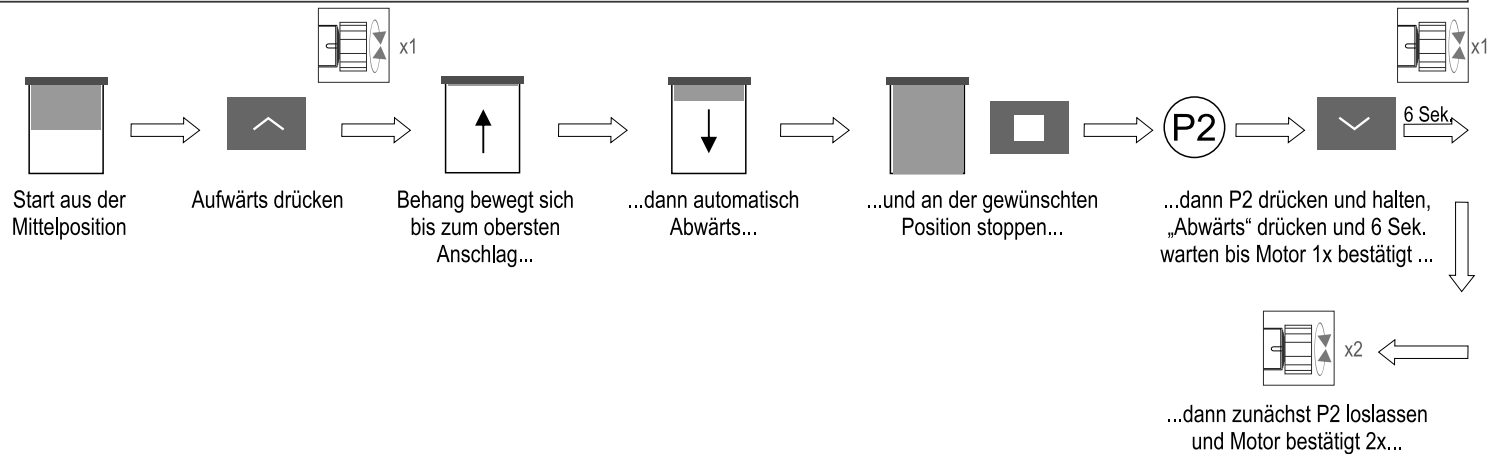 x1
x1
P2
6 Sek.
Start aus der
Mittelposition
Aufwärts drücken
Behang bewegt sich
bis zum obersten
Anschlag...
...dann automatisch
Abwärts...
...und an der gewünschten
Position stoppen...
...dann P2 drücken und halten,
„Abwärts“ drücken und 6 Sek.
warten bis Motor 1x bestätigt ...
x2
...dann zunächst P2 loslassen
und Motor bestätigt 2x...